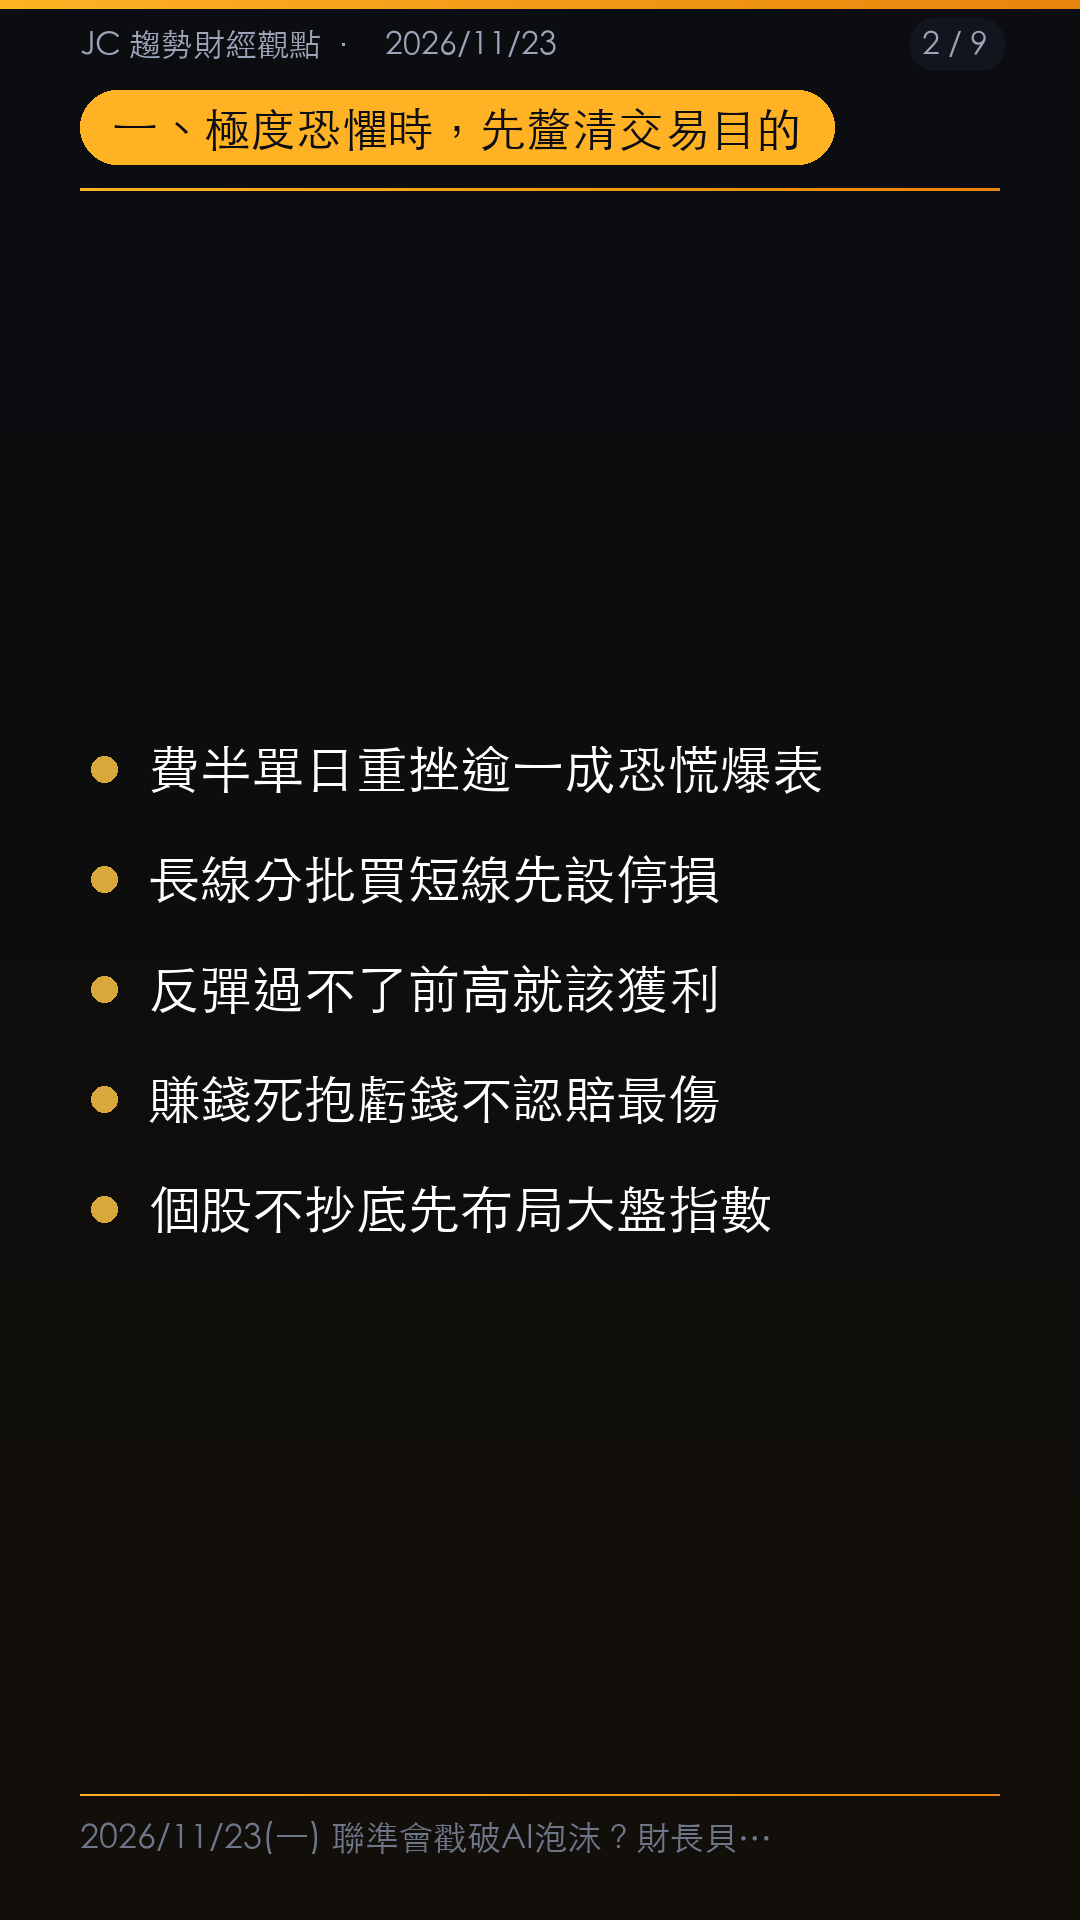 JC 趨勢財經觀點 · 2026/11/23
2 / 9
一、極度恐懼時，先釐清交易目的
費半單日重挫逾一成恐慌爆表
長線分批買短線先設停損
反彈過不了前高就該獲利
賺錢死抱虧錢不認賠最傷
個股不抄底先布局大盤指數
2026/11/23(一) 聯準會戳破AI泡沫？財長貝⋯